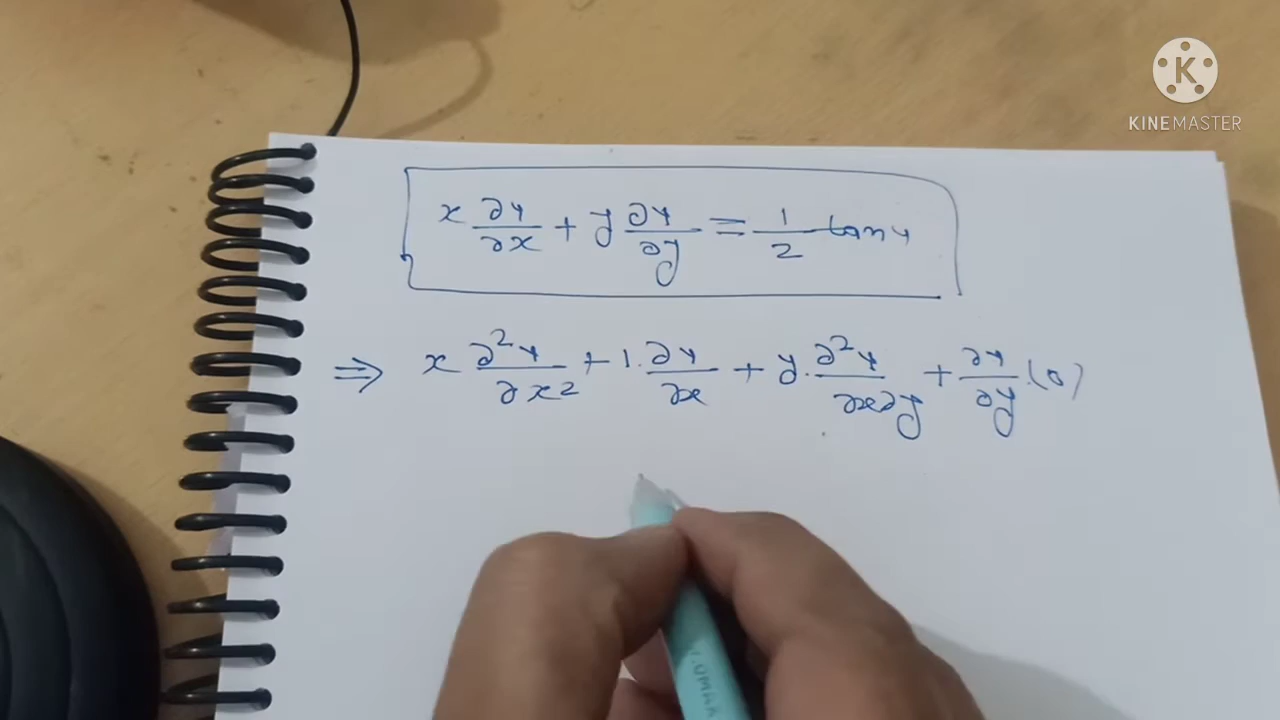 KINEMASTER
x ∂u/∂x + y ∂u/∂y = 1/2 tan u
⇒ x ∂²u/∂x² + 1. ∂u/∂x + y. ∂²u/∂x∂y + ∂u/∂y .(0)